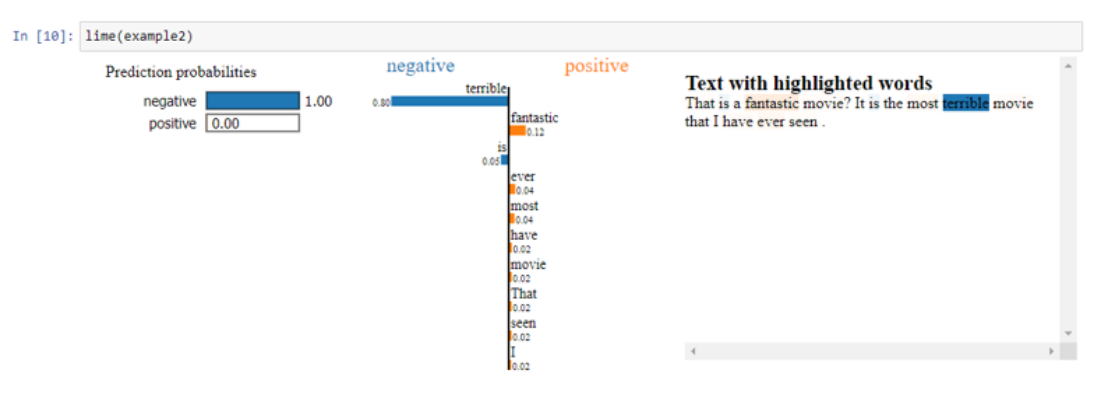 In [10]: lime(example2)
Prediction probabilities
negative 1.00
positive 0.00
negative positive
terrible
0.80
fantastic
0.12
is
0.05
ever
0.04
most
0.04
have
0.02
movie
0.02
That
0.02
seen
0.02
I
0.02
Text with highlighted words
That is a fantastic movie? It is the most terrible movie
that I have ever seen .